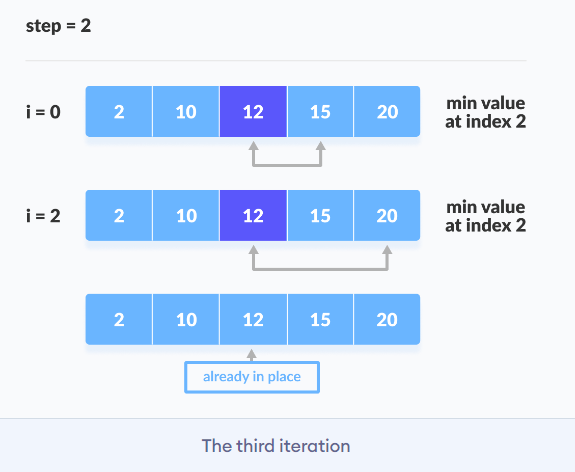 step = 2
i = 0
2 10 12 15 20
min value
at index 2
i = 2
2 10 12 15 20
min value
at index 2
2 10 12 15 20
already in place
The third iteration